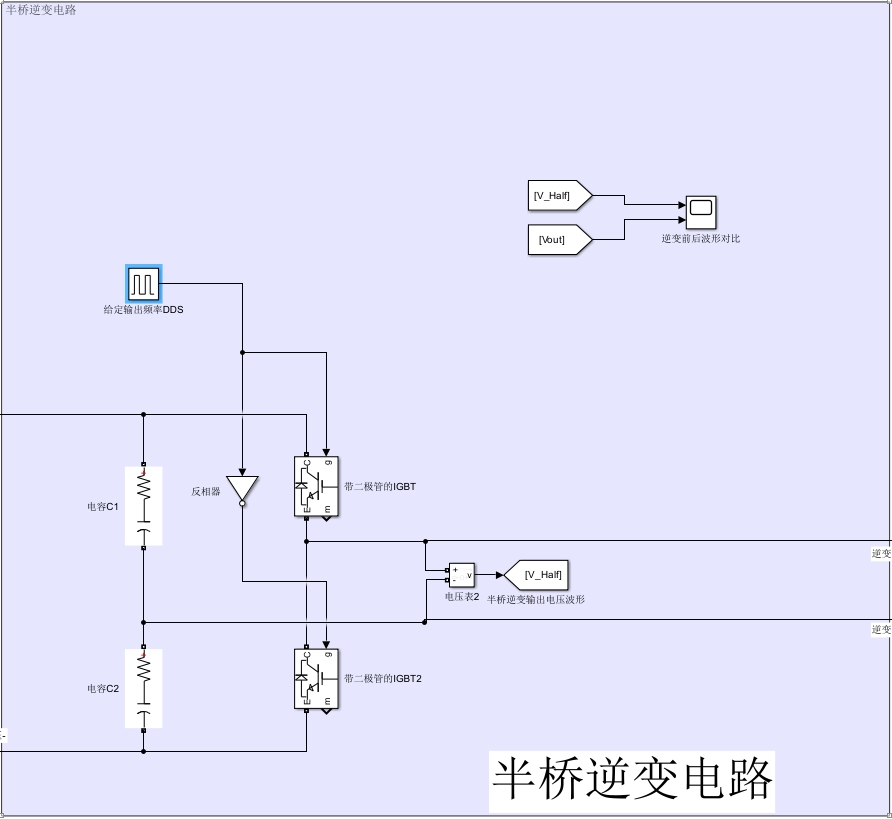 半桥逆变电路
[V_Half]
[Vout]
逆变前后波形对比
给定输出频率DDS
C
g
E
m
带二极管的IGBT
反相器
+
电容C1
逆变
+
-
v
[V_Half]
电压表2
半桥逆变输出电压波形
逆变
C
g
E
m
带二极管的IGBT2
+
电容C2
-
半桥逆变电路